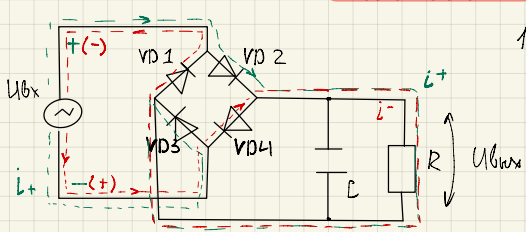 1
+(-)
VD1
VD2
i+
Uвх
i-
VD3
VD4
R
Uвых
C
i+
-(+)